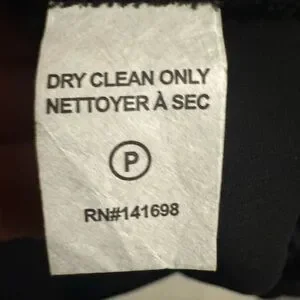 DRY CLEAN ONLY
NETTOYER À SEC
P
RN#141698